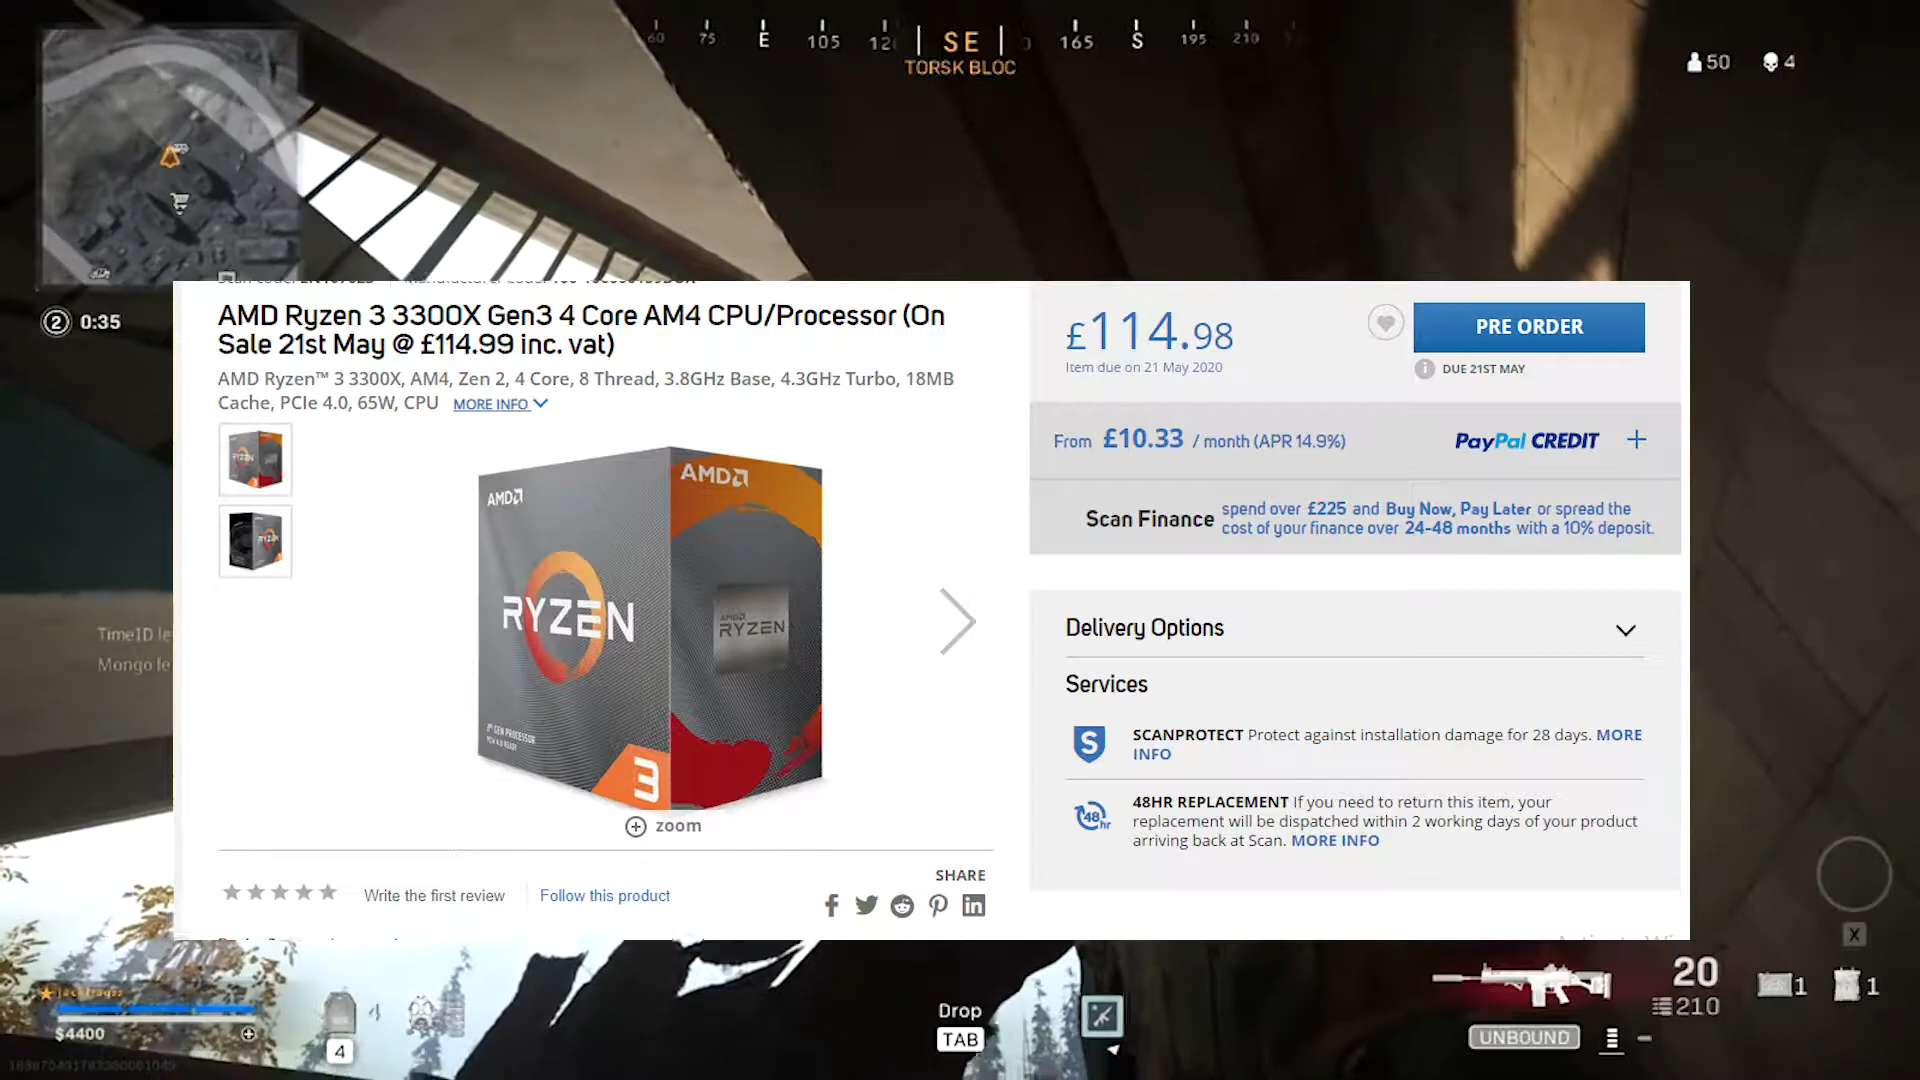 60 75 E 105 SE 165 S 195 210
TORSK BLOC
50 4
2 0:35
AMD Ryzen 3 3300X Gen3 4 Core AM4 CPU/Processor (On
Sale 21st May @ £114.99 inc. vat)
AMD Ryzen™ 3 3300X, AM4, Zen 2, 4 Core, 8 Thread, 3.8GHz Base, 4.3GHz Turbo, 18MB
Cache, PCIe 4.0, 65W, CPU MORE INFO
AMD
AMD
RYZEN
RYZEN
3
zoom
Write the first review
Follow this product
SHARE
£114.98
Item due on 21 May 2020
PRE ORDER
DUE 21ST MAY
From £10.33 / month (APR 14.9%)
PayPal CREDIT
Scan Finance
spend over £225 and Buy Now, Pay Later or spread the
cost of your finance over 24-48 months with a 10% deposit.
Delivery Options
Services
SCANPROTECT Protect against installation damage for 28 days. MORE
INFO
48HR REPLACEMENT If you need to return this item, your
replacement will be dispatched within 2 working days of your product
arriving back at Scan. MORE INFO
48hr
Time1D le
Mongo le
X
$4400
4
Drop
TAB
20
210
1
1
UNBOUND